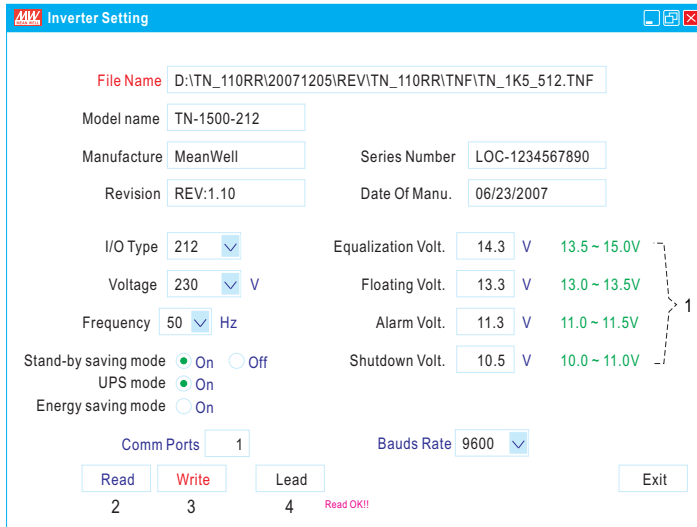 MW MEAN WELL Inverter Setting
File Name D:\TN_110RR\20071205\REV\TN_110RR\TNF\TN_1K5_512.TNF
Model name TN-1500-212
Manufacture MeanWell Series Number LOC-1234567890
Revision REV:1.10 Date Of Manu. 06/23/2007
I/O Type 212 Equalization Volt. 14.3 V 13.5 ~ 15.0V
Voltage 230 V Floating Volt. 13.3 V 13.0 ~ 13.5V
1
Frequency 50 Hz Alarm Volt. 11.3 V 11.0 ~ 11.5V
Stand-by saving mode On Off Shutdown Volt. 10.5 V 10.0 ~ 11.0V
UPS mode On
Energy saving mode On
Comm Ports 1 Bauds Rate 9600
Read Write Lead Exit
2 3 4 Read OK!!